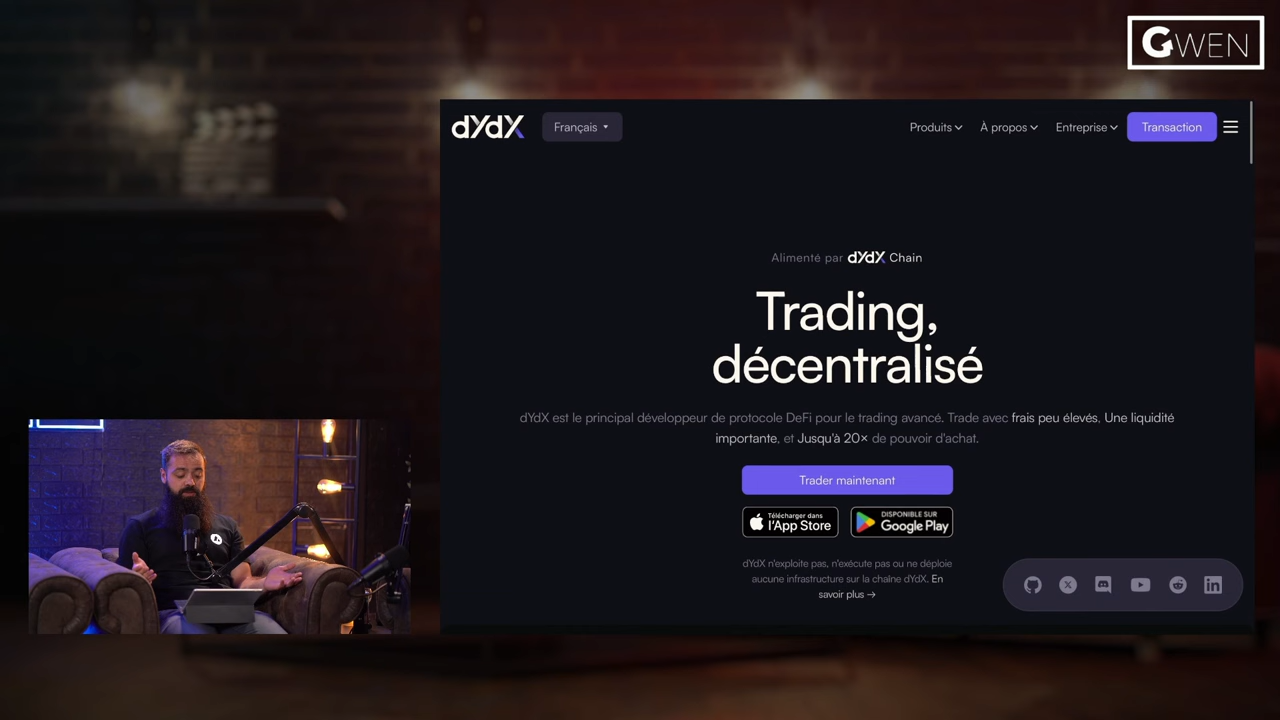 GWEN
dYdX
Français
Produits
À propos
Entreprise
Transaction
Alimenté par dYdX Chain
Trading,
décentralisé
dYdX est le principal développeur de protocole DeFi pour le trading avancé. Trade avec frais peu élevés, Une liquidité
importante, et Jusqu'à 20× de pouvoir d'achat.
Trader maintenant
Télécharger dans
l'App Store
DISPONIBLE SUR
Google Play
dYdX n'exploite pas, n'exécute pas ou ne déploie
aucune infrastructure sur la chaîne dYdX. En
savoir plus →